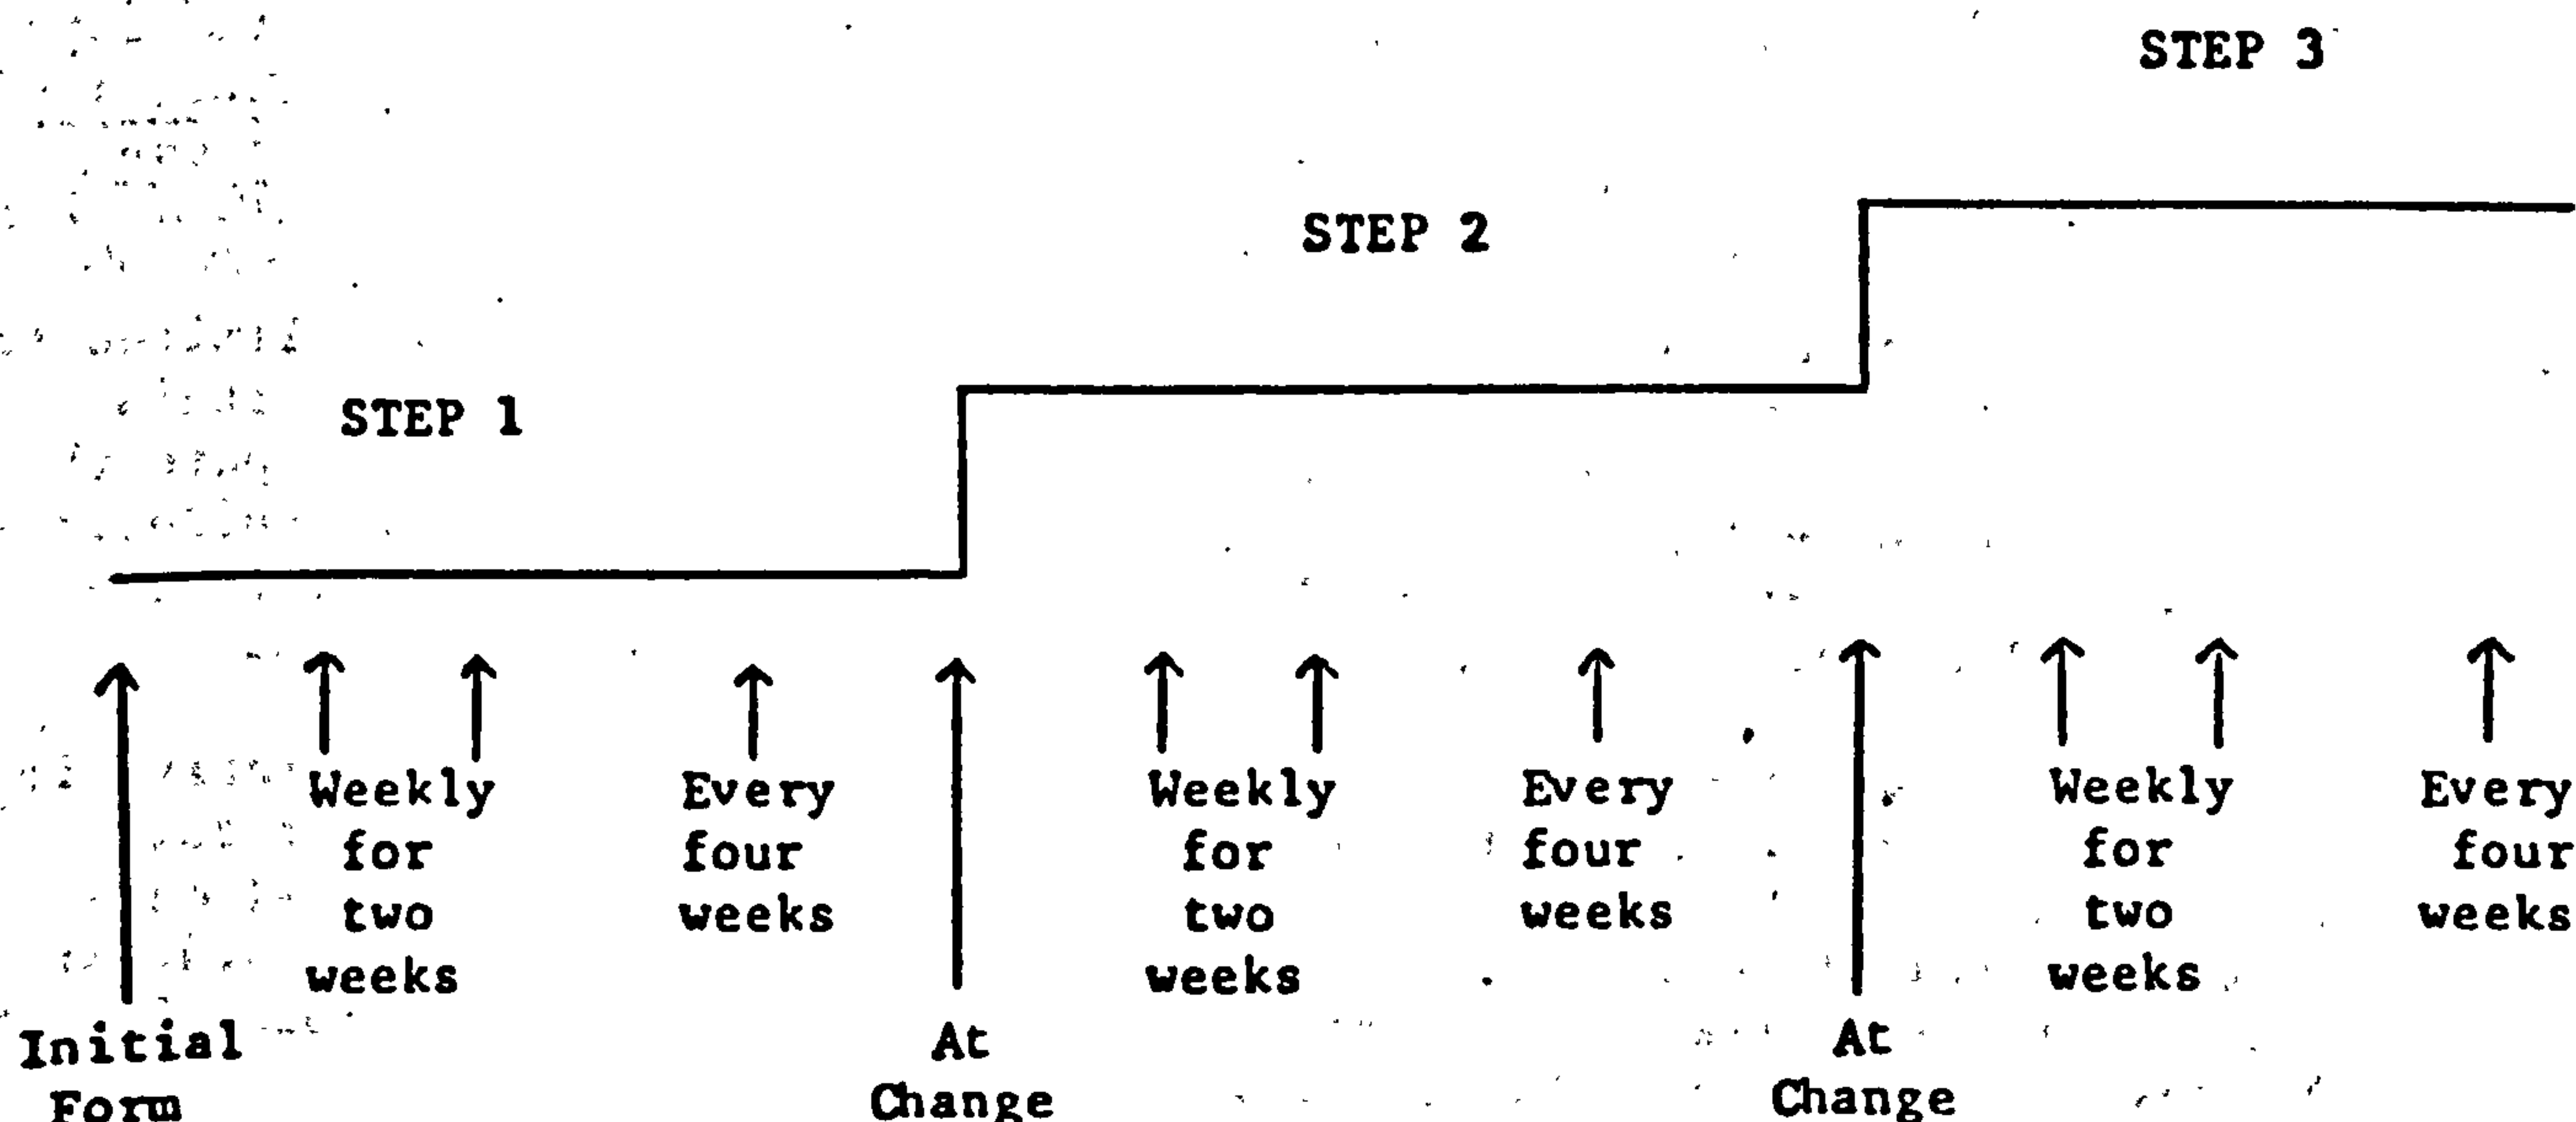 STEP 3
STEP 2
STEP 1
Weekly
for
two
weeks
Every
four
weeks
Weekly
for
two
weeks
Every
four
weeks
Weekly
for
two
weeks
Every
four
weeks
Initial
Form
At
Change
At
Change